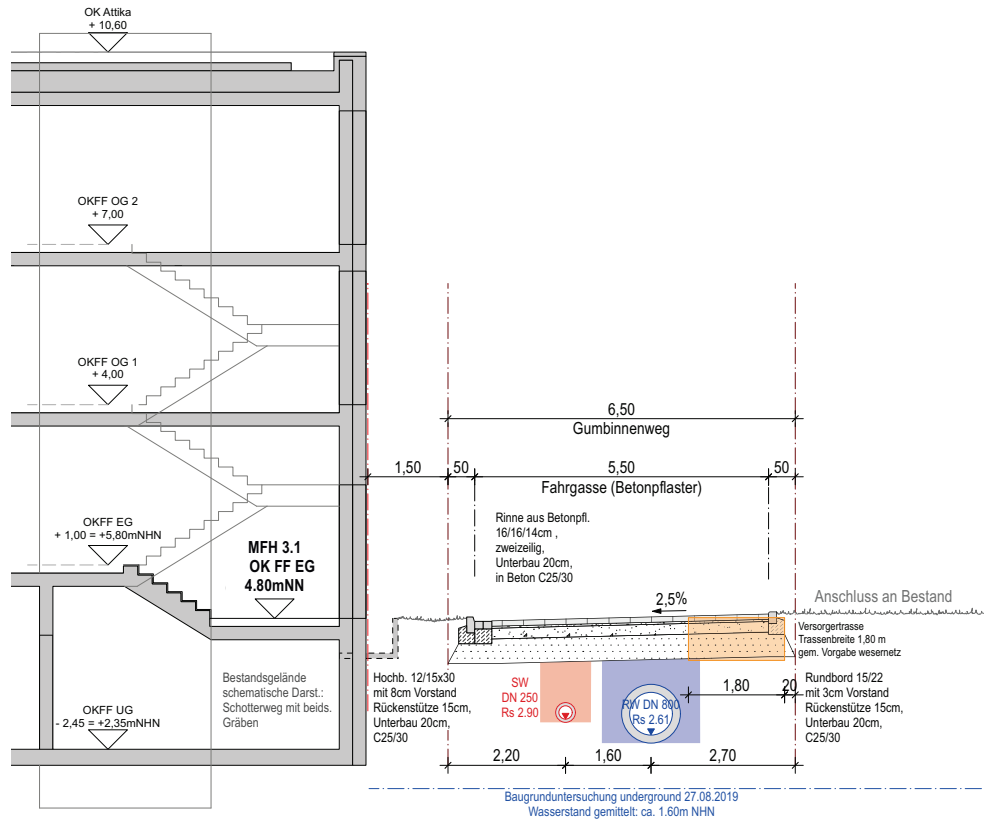 OK Attika
+ 10,60
OKFF OG 2
+ 7,00
OKFF OG 1
+ 4,00
6,50
Gumbinnenweg
1,50
50
5,50
50
Fahrgasse (Betonpflaster)
Rinne aus Betonpfl.
16/16/14cm ,
zweizeilig,
Unterbau 20cm,
in Beton C25/30
OKFF EG
+ 1,00 = +5,80mNHN
MFH 3.1
OK FF EG
4.80mNN
2,5%
Anschluss an Bestand
Versorgertrasse
Trassenbreite 1,80 m
gem. Vorgabe wesernetz
Bestandsgelände
schematische Darst.:
Schotterweg mit beids.
Gräben
Hochb. 12/15x30
mit 8cm Vorstand
Rückenstütze 15cm,
Unterbau 20cm,
C25/30
SW
DN 250
Rs 2.90
RW DN 800
Rs 2.61
1,80
20
Rundbord 15/22
mit 3cm Vorstand
Rückenstütze 15cm,
Unterbau 20cm,
C25/30
OKFF UG
- 2,45 = +2,35mNHN
2,20
1,60
2,70
Baugrunduntersuchung underground 27.08.2019
Wasserstand gemittelt: ca. 1.60m NHN